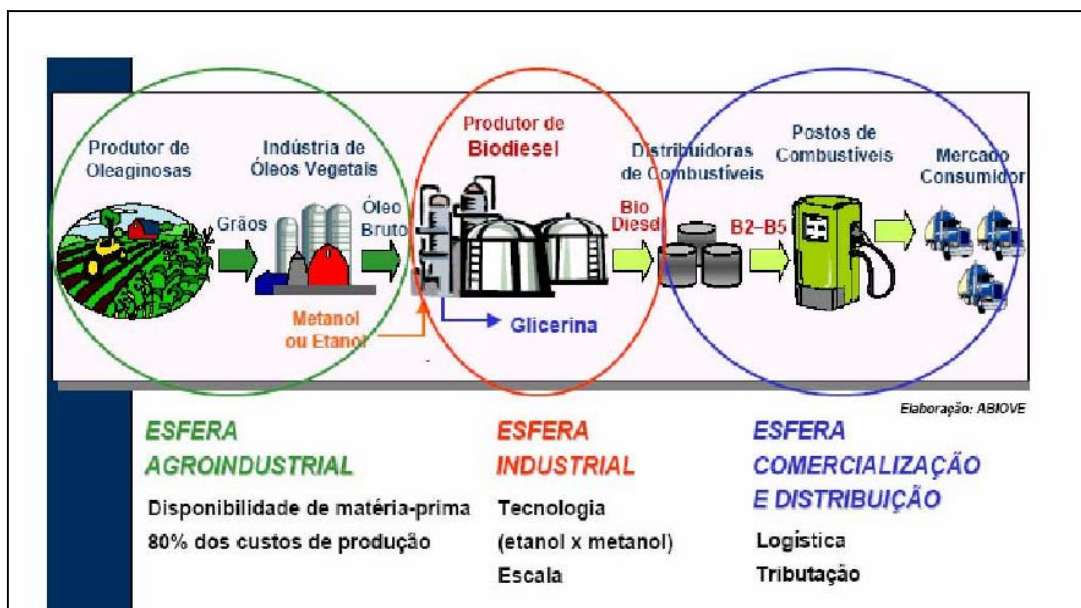 Produtor de
Oleaginosas
Grãos
Indústria de
Óleos Vegetais
Óleo
Bruto
Metanol
ou Etanol
Produtor de
Biodiesel
Glicerina
Bio
Diesel
Distribuidoras
de Combustíveis
B2-B5
Postos de
Combustíveis
Mercado
Consumidor
Elaboração: ABIOVE
ESFERA
AGROINDUSTRIAL
Disponibilidade de matéria-prima
80% dos custos de produção
ESFERA
INDUSTRIAL
Tecnologia
(etanol x metanol)
Escala
ESFERA
COMERCIALIZAÇÃO
E DISTRIBUIÇÃO
Logística
Tributação